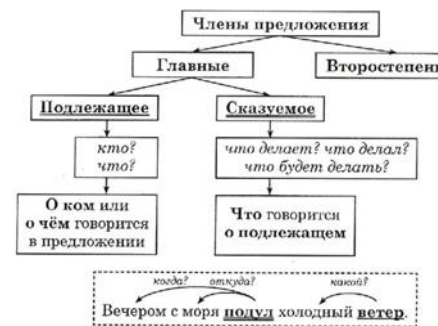 Члены предложения
Главные
Второстепен
Подлежащее
Сказуемое
кто?
что?
что делает? что делал?
что будет делать?
О ком или
о чём говорится
в предложении
Что говорится
о подлежащем
когда? откуда? какой?
Вечером с моря подул холодный ветер.